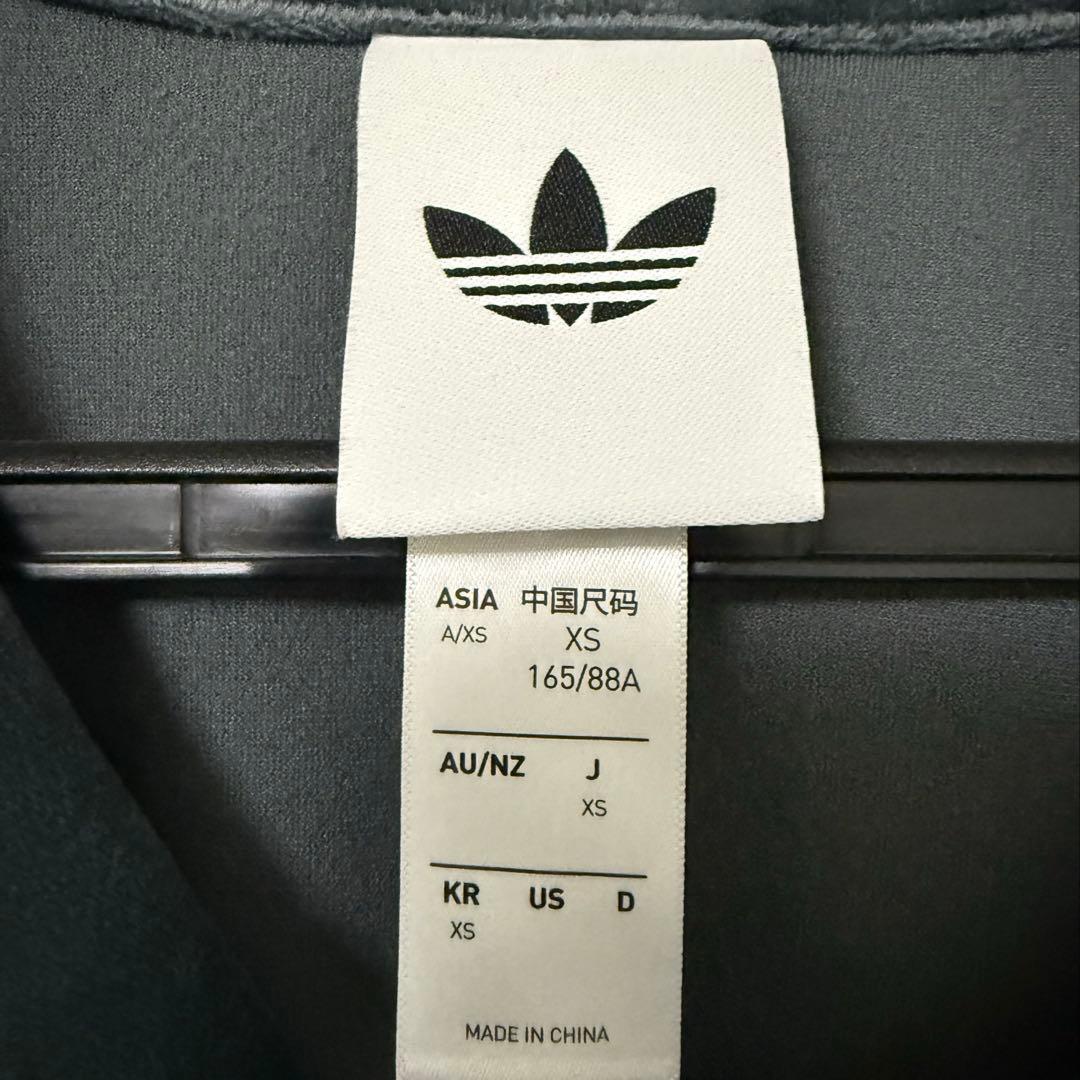 ASIA 中国尺码
A/XS XS
165/88A
AU/NZ J
XS
KR US D
XS
MADE IN CHINA